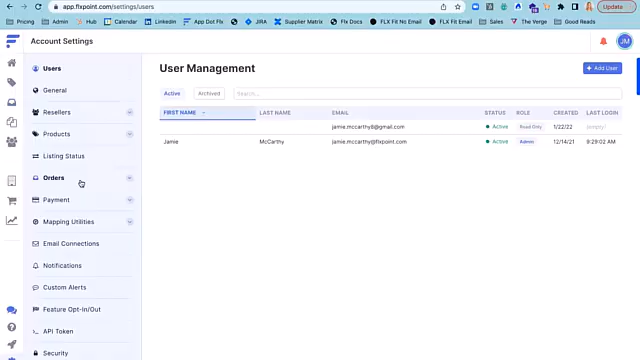 app.flxpoint.com/settings/users
Update
Pricing
Admin
Hub
Calendar
Linkedin
App Dot Flx
JIRA
Supplier Matrix
Flx Docs
FLX Fit No Email
FLX Fit Email
Sales
The Verge
Good Reads
Account Settings
JM
Users
General
Resellers
Products
Listing Status
Orders
Payment
Mapping Utilities
Email Connections
Notifications
Custom Alerts
Feature Opt-In/Out
API Token
Security
User Management
+ Add User
Active
Archived
Search...
FIRST NAME LAST NAME EMAIL STATUS ROLE CREATED LAST LOGIN
jamie.mccarthy8@gmail.com Active Read Only 1/22/22 (empty)
Jamie McCarthy jamie.mccarthy@flxpoint.com Active Admin 12/14/21 8:29:02 AM